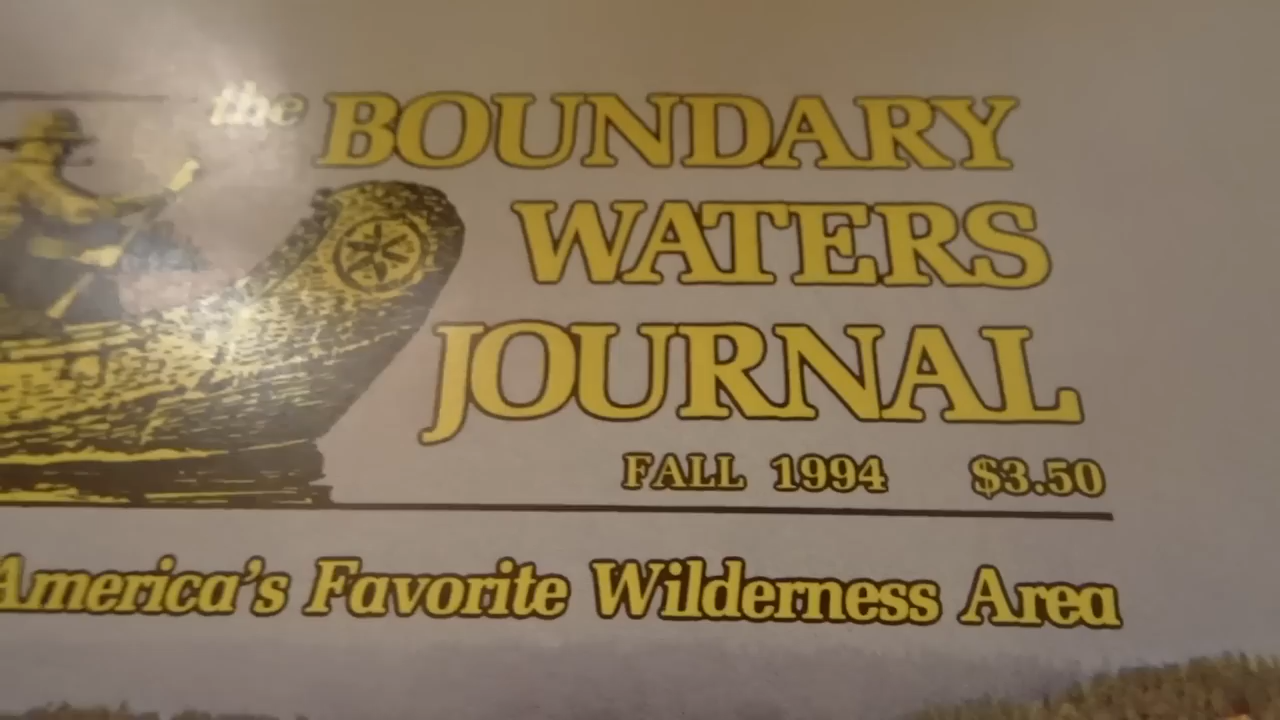 the BOUNDARY
WATERS
JOURNAL
FALL 1994 $3.50
America's Favorite Wilderness Area